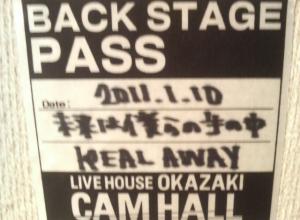 BACK STAGE
PASS
Date: 2011.1.10
未来は僕らの手の中
REAL AWAY
LIVE HOUSE OKAZAKI
CAM HALL